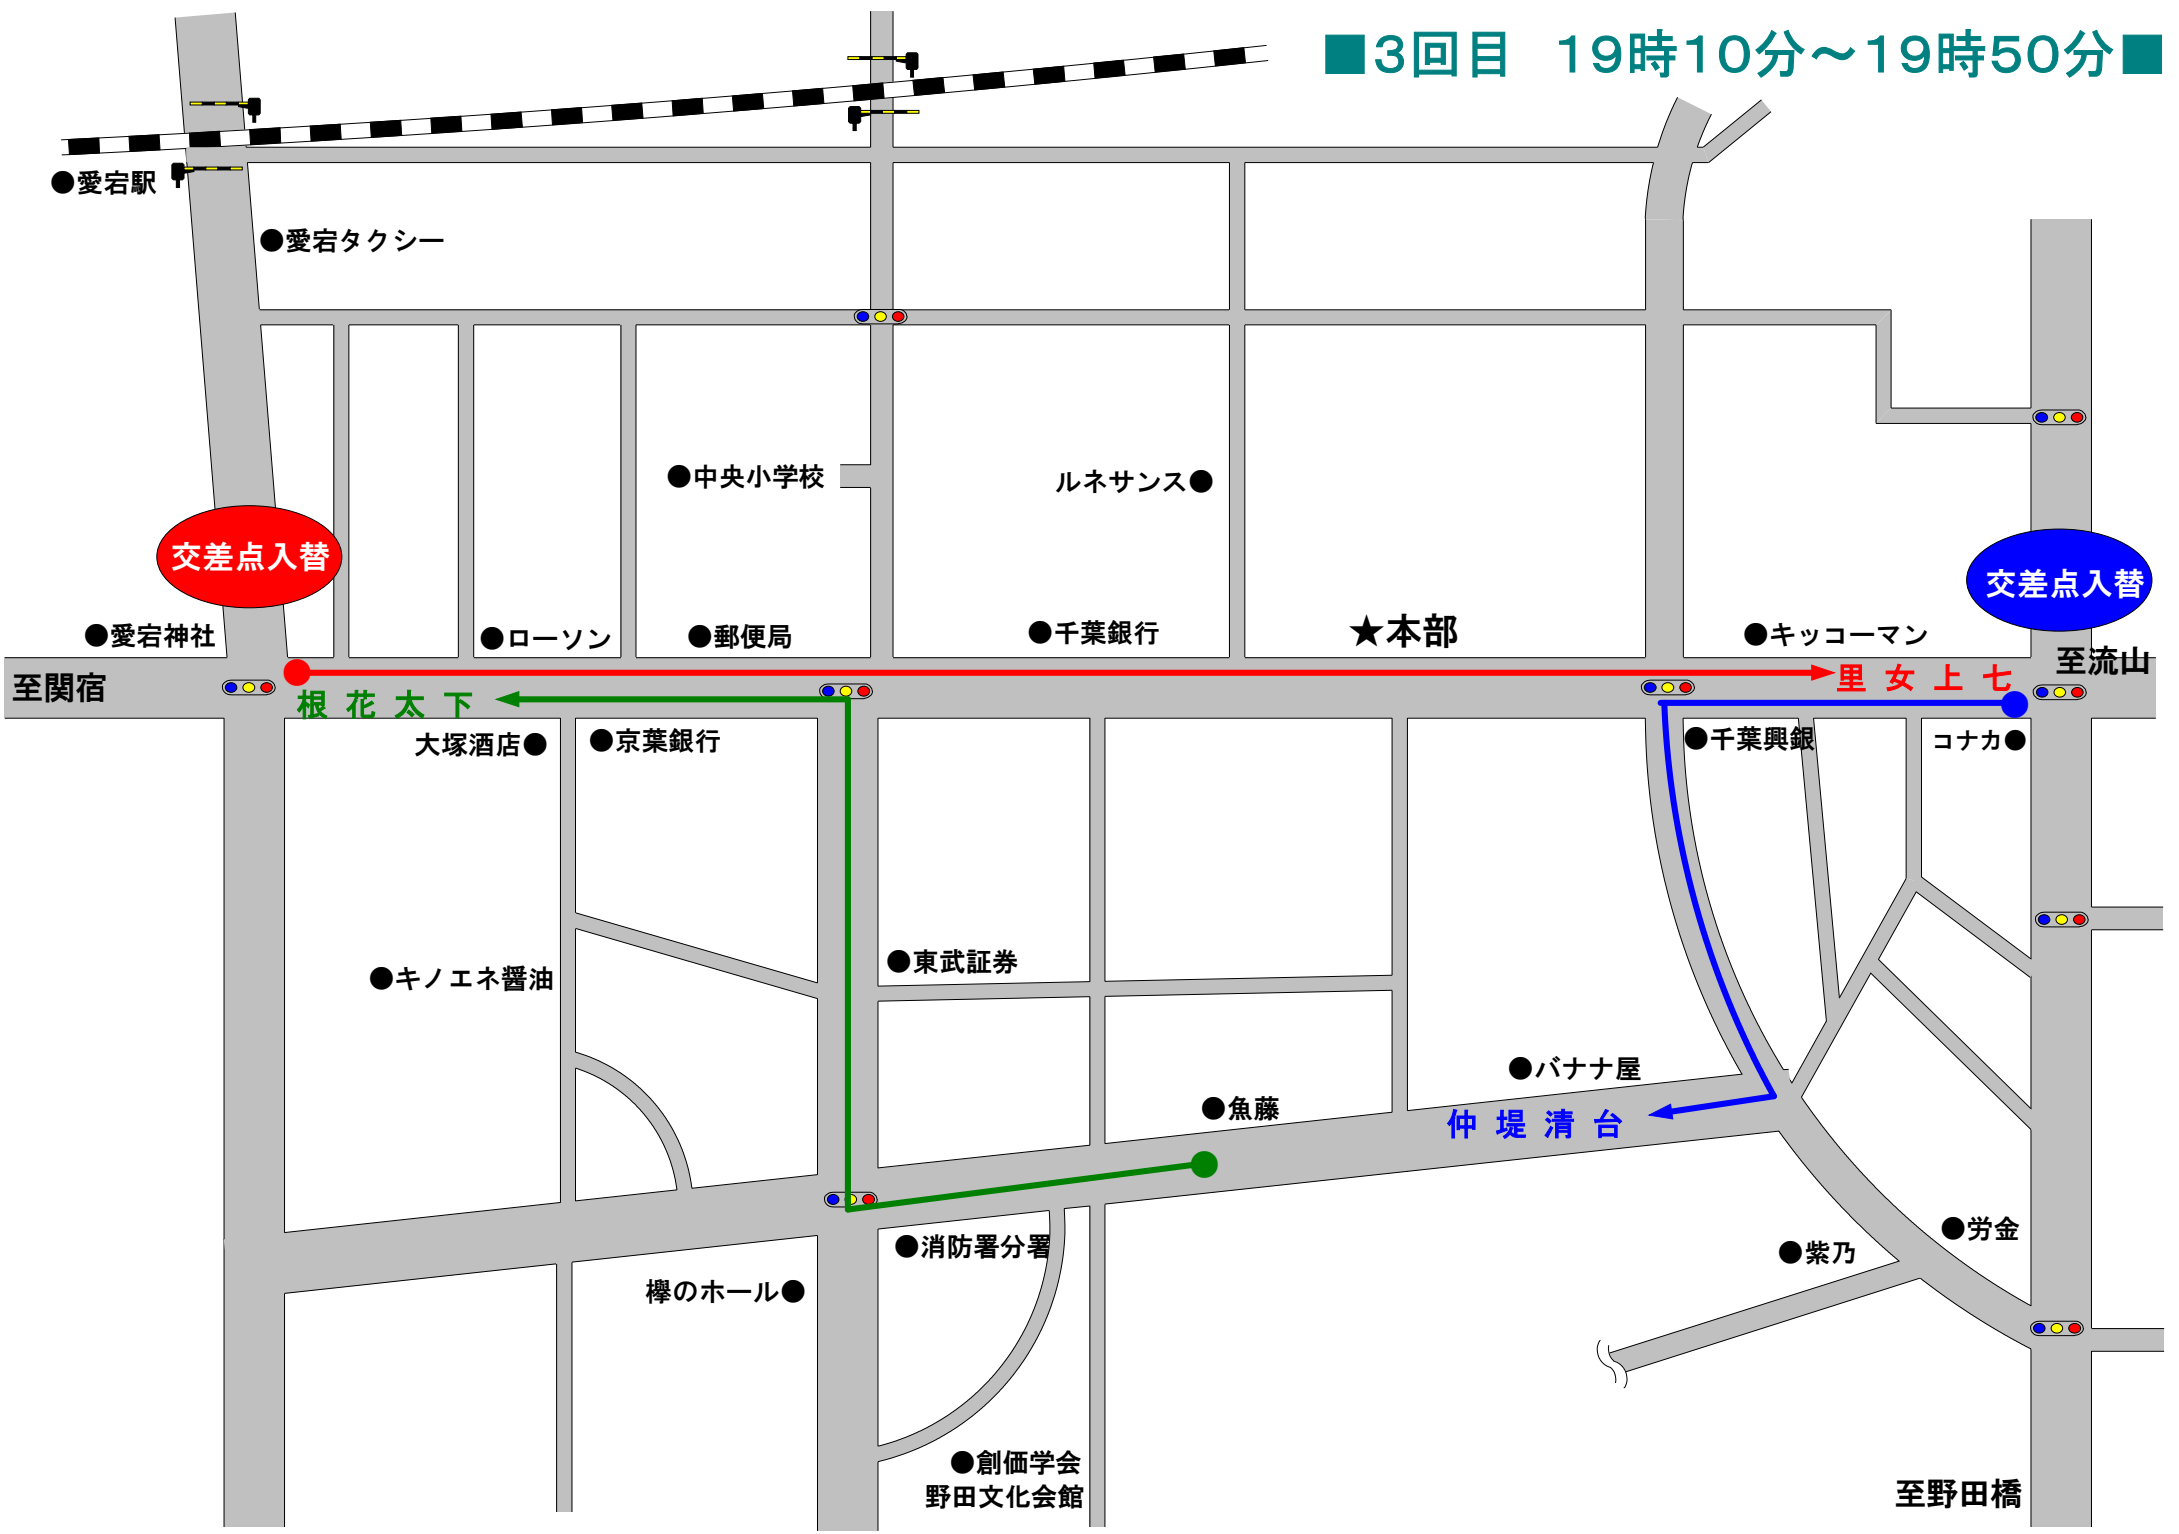 ■3回目　19時10分～19時50分■
●愛宕駅
●愛宕タクシー
●中央小学校
ルネサンス●
交差点入替
交差点入替
●愛宕神社
●ローソン
●郵便局
●千葉銀行
★本部
●キッコーマン
至関宿
至流山
里 女 上 七
根 花 太 下
大塚酒店●
●京葉銀行
●千葉興銀
コナカ●
●キノエネ醤油
●東武証券
●バナナ屋
●魚藤
仲 堤 清 台
●消防署分署
欅のホール●
●紫乃
●労金
●創価学会
野田文化会館
至野田橋